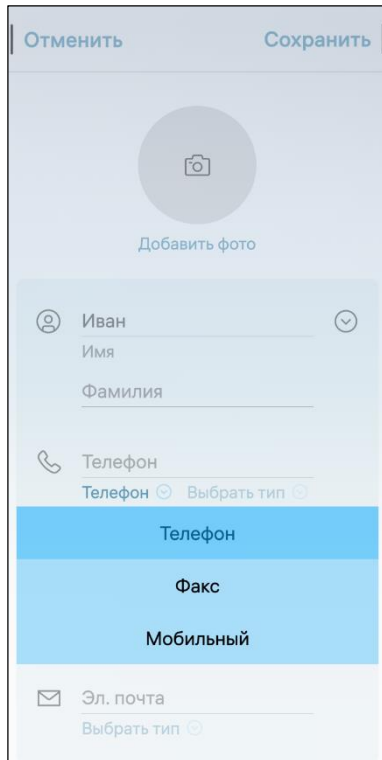 Отменить Сохранить
Добавить фото
Иван
Имя
Фамилия
Телефон
Телефон Выбрать тип
Телефон
Факс
Мобильный
Эл. почта
Выбрать тип